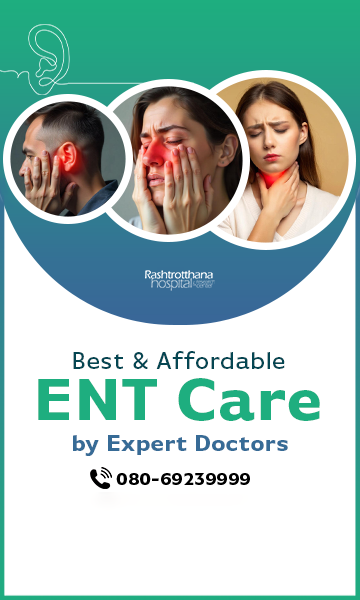 Rashtrotthana
hospital
Best & Affordable
ENT Care
by Expert Doctors
080-69239999